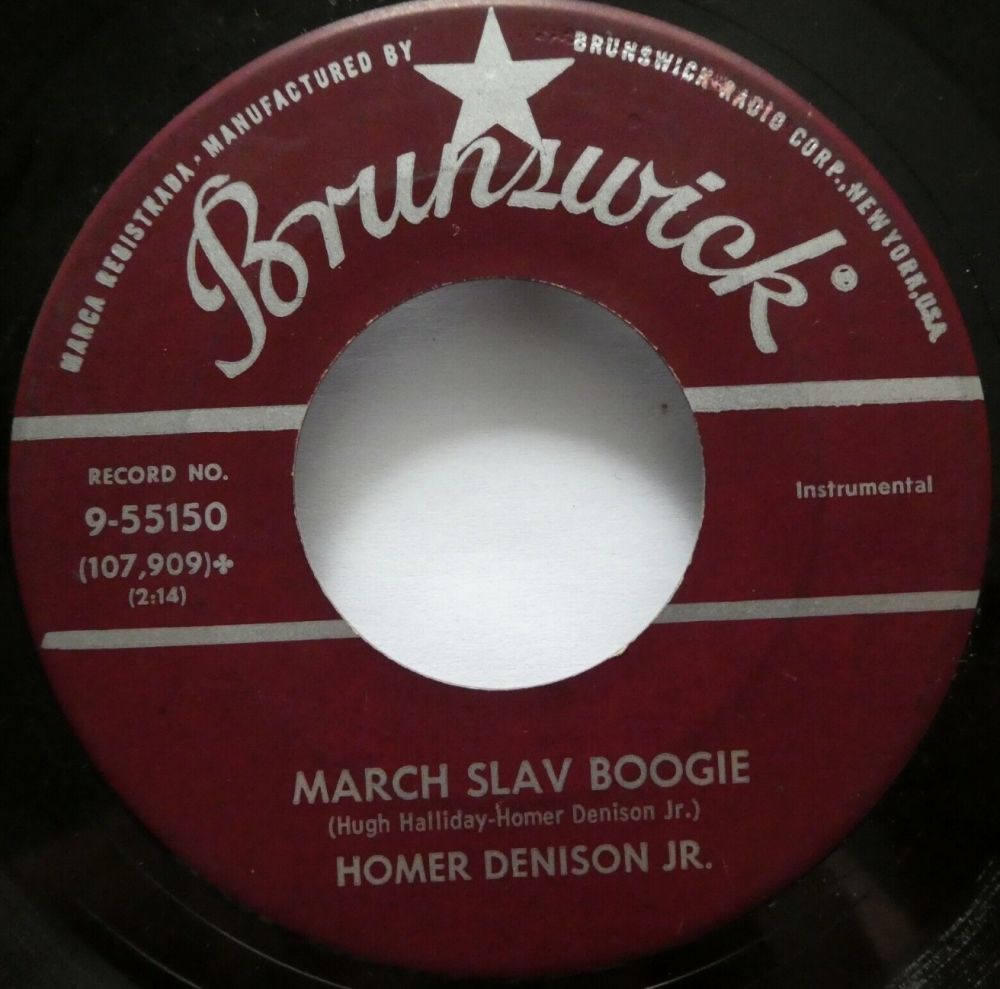 MARCA REGISTRADA • MANUFACTURED BY BRUNSWICK RADIO CORP., NEW YORK, USA
Brunswick®
RECORD NO.
9-55150
(107,909)✤
(2:14)
Instrumental
MARCH SLAV BOOGIE
(Hugh Halliday-Homer Denison Jr.)
HOMER DENISON JR.